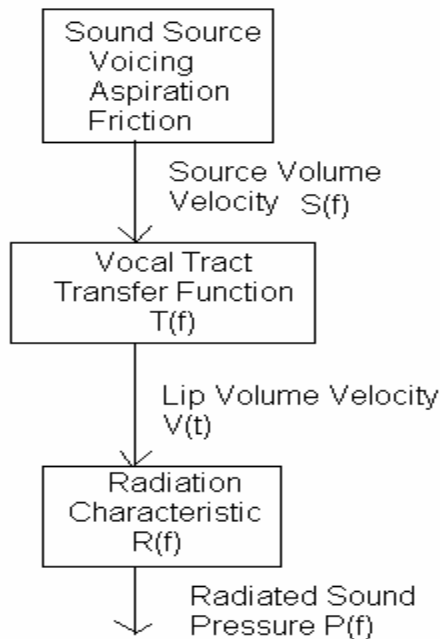 Sound Source
Voicing
Aspiration
Friction
Source Volume
Velocity S(f)
Vocal Tract
Transfer Function
T(f)
Lip Volume Velocity
V(t)
Radiation
Characteristic
R(f)
Radiated Sound
Pressure P(f)